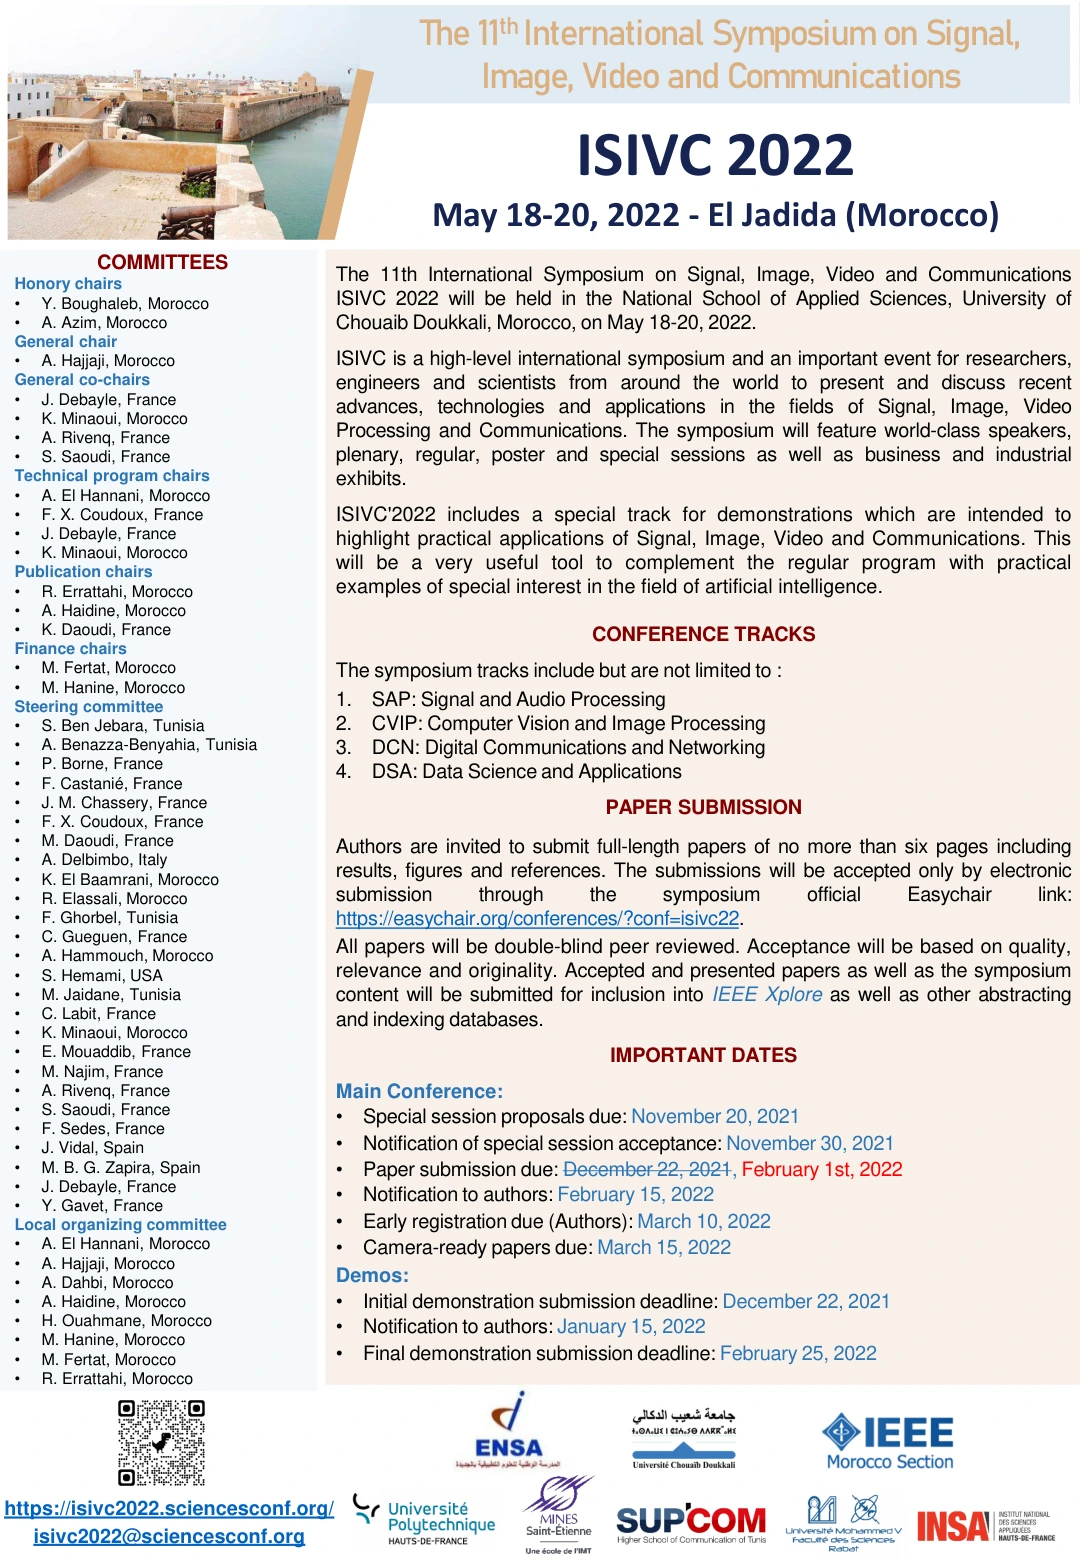 The 11th International Symposium on Signal,
Image, Video and Communications
ISIVC 2022
May 18-20, 2022 - El Jadida (Morocco)
COMMITTEES
Honory chairs
• Y. Boughaleb, Morocco
• A. Azim, Morocco
General chair
• A. Hajjaji, Morocco
General co-chairs
• J. Debayle, France
• K. Minaoui, Morocco
• A. Rivenq, France
• S. Saoudi, France
Technical program chairs
• A. El Hannani, Morocco
• F. X. Coudoux, France
• J. Debayle, France
• K. Minaoui, Morocco
Publication chairs
• R. Errattahi, Morocco
• A. Haidine, Morocco
• K. Daoudi, France
Finance chairs
• M. Fertat, Morocco
• M. Hanine, Morocco
Steering committee
• S. Ben Jebara, Tunisia
• A. Benazza-Benyahia, Tunisia
• P. Borne, France
• F. Castanié, France
• J. M. Chassery, France
• F. X. Coudoux, France
• M. Daoudi, France
• A. Delbimbo, Italy
• K. El Baamrani, Morocco
• R. Elassali, Morocco
• F. Ghorbel, Tunisia
• C. Gueguen, France
• A. Hammouch, Morocco
• S. Hemami, USA
• M. Jaidane, Tunisia
• C. Labit, France
• K. Minaoui, Morocco
• E. Mouaddib, France
• M. Najim, France
• A. Rivenq, France
• S. Saoudi, France
• F. Sedes, France
• J. Vidal, Spain
• M. B. G. Zapira, Spain
• J. Debayle, France
• Y. Gavet, France
Local organizing committee
• A. El Hannani, Morocco
• A. Hajjaji, Morocco
• A. Dahbi, Morocco
• A. Haidine, Morocco
• H. Ouahmane, Morocco
• M. Hanine, Morocco
• M. Fertat, Morocco
• R. Errattahi, Morocco
The 11th International Symposium on Signal, Image, Video and Communications
ISIVC 2022 will be held in the National School of Applied Sciences, University of
Chouaib Doukkali, Morocco, on May 18-20, 2022.
ISIVC is a high-level international symposium and an important event for researchers,
engineers and scientists from around the world to present and discuss recent
advances, technologies and applications in the fields of Signal, Image, Video
Processing and Communications. The symposium will feature world-class speakers,
plenary, regular, poster and special sessions as well as business and industrial
exhibits.
ISIVC'2022 includes a special track for demonstrations which are intended to
highlight practical applications of Signal, Image, Video and Communications. This
will be a very useful tool to complement the regular program with practical
examples of special interest in the field of artificial intelligence.
CONFERENCE TRACKS
The symposium tracks include but are not limited to :
1. SAP: Signal and Audio Processing
2. CVIP: Computer Vision and Image Processing
3. DCN: Digital Communications and Networking
4. DSA: Data Science and Applications
PAPER SUBMISSION
Authors are invited to submit full-length papers of no more than six pages including
results, figures and references. The submissions will be accepted only by electronic
submission through the symposium official Easychair link:
https://easychair.org/conferences/?conf=isivc22.
All papers will be double-blind peer reviewed. Acceptance will be based on quality,
relevance and originality. Accepted and presented papers as well as the symposium
content will be submitted for inclusion into IEEE Xplore as well as other abstracting
and indexing databases.
IMPORTANT DATES
Main Conference:
• Special session proposals due: November 20, 2021
• Notification of special session acceptance: November 30, 2021
• Paper submission due: December 22, 2021, February 1st, 2022
• Notification to authors: February 15, 2022
• Early registration due (Authors): March 10, 2022
• Camera-ready papers due: March 15, 2022
Demos:
• Initial demonstration submission deadline: December 22, 2021
• Notification to authors: January 15, 2022
• Final demonstration submission deadline: February 25, 2022
https://isivc2022.sciencesconf.org/
isivc2022@sciencesconf.org
ENSA
المدرسة الوطنية للعلوم التطبيقية بالجديدة
جامعة شعيب الدكالي
Université Chouaïb Doukkali
IEEE
Morocco Section
Université
Polytechnique
HAUTS-DE-FRANCE
MINES
Saint-Étienne
Une école de l'IMT
SUP'COM
Higher School of Communication of Tunis
Université Mohammed V
Faculté des Sciences
Rabat
INSA
INSTITUT NATIONAL
DES SCIENCES
APPLIQUÉES
HAUTS-DE-FRANCE